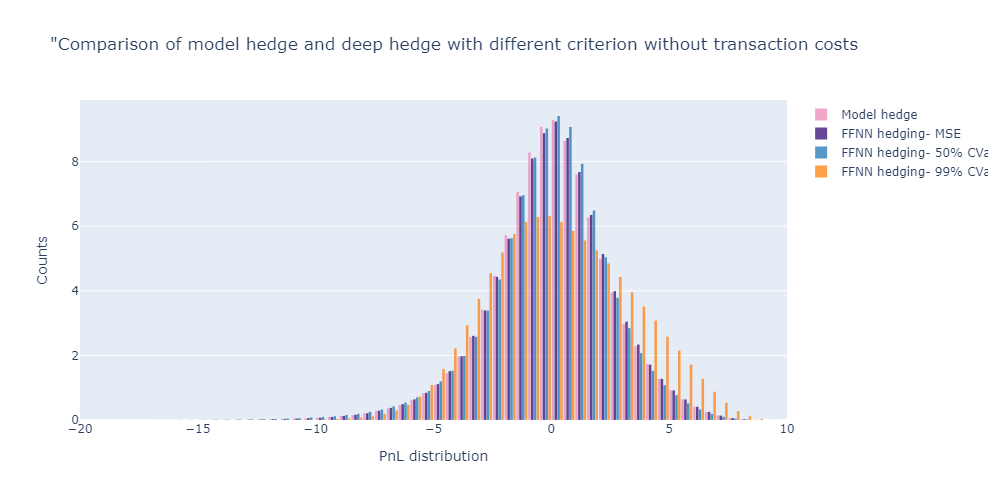 "Comparison of model hedge and deep hedge with different criterion without transaction costs
Model hedge
FFNN hedging- MSE
FFNN hedging- 50% CVa
FFNN hedging- 99% CVa
8
6
4
2
0
Counts
−20
−15
−10
−5
0
5
10
PnL distribution